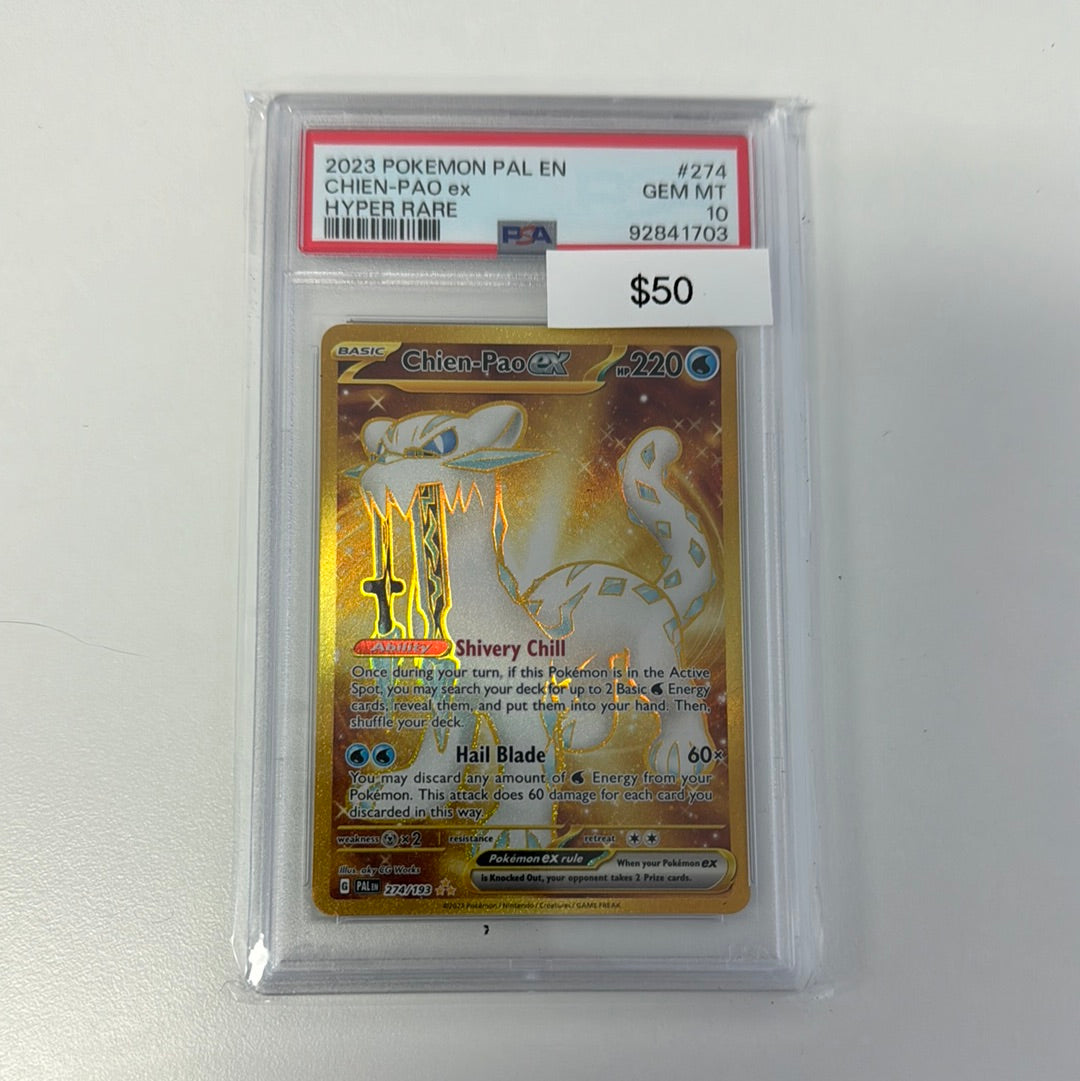 2023 POKEMON PAL EN #274
CHIEN-PAO ex GEM MT
HYPER RARE 10
PSA 92841703
$50
BASIC Chien-Pao ex HP 220
Ability Shivery Chill
Once during your turn, if this Pokémon is in the Active
Spot, you may search your deck for up to 2 Basic Energy
cards, reveal them, and put them into your hand. Then,
shuffle your deck.
Hail Blade 60×
You may discard any amount of Energy from your
Pokémon. This attack does 60 damage for each card you
discarded in this way.
weakness ×2 resistance retreat
Pokémon ex rule When your Pokémon ex
is Knocked Out, your opponent takes 2 Prize cards.
Illus. aky CG Works
G PAL EN 274/193
©2023 Pokémon / Nintendo / Creatures / GAME FREAK